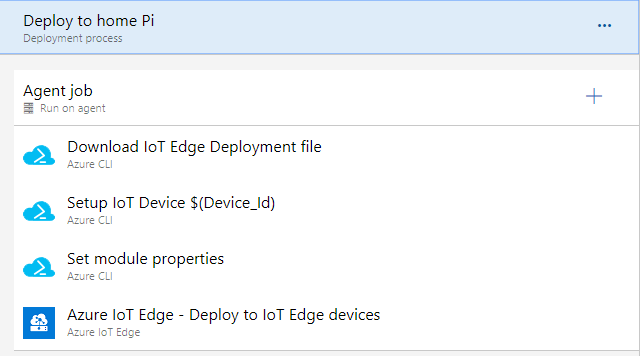 Deploy to home Pi
Deployment process
Agent job
Run on agent
Download IoT Edge Deployment file
Azure CLI
Setup IoT Device $(Device_Id)
Azure CLI
Set module properties
Azure CLI
Azure IoT Edge - Deploy to IoT Edge devices
Azure IoT Edge